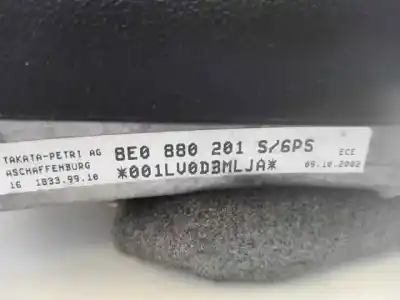 TAKATA-PETRI AG
ASCHAFFENBURG
16 1833.99.10
8E0 880 201 S/6PS
*001LV0D3MLJA*
ECE
09.10.2002